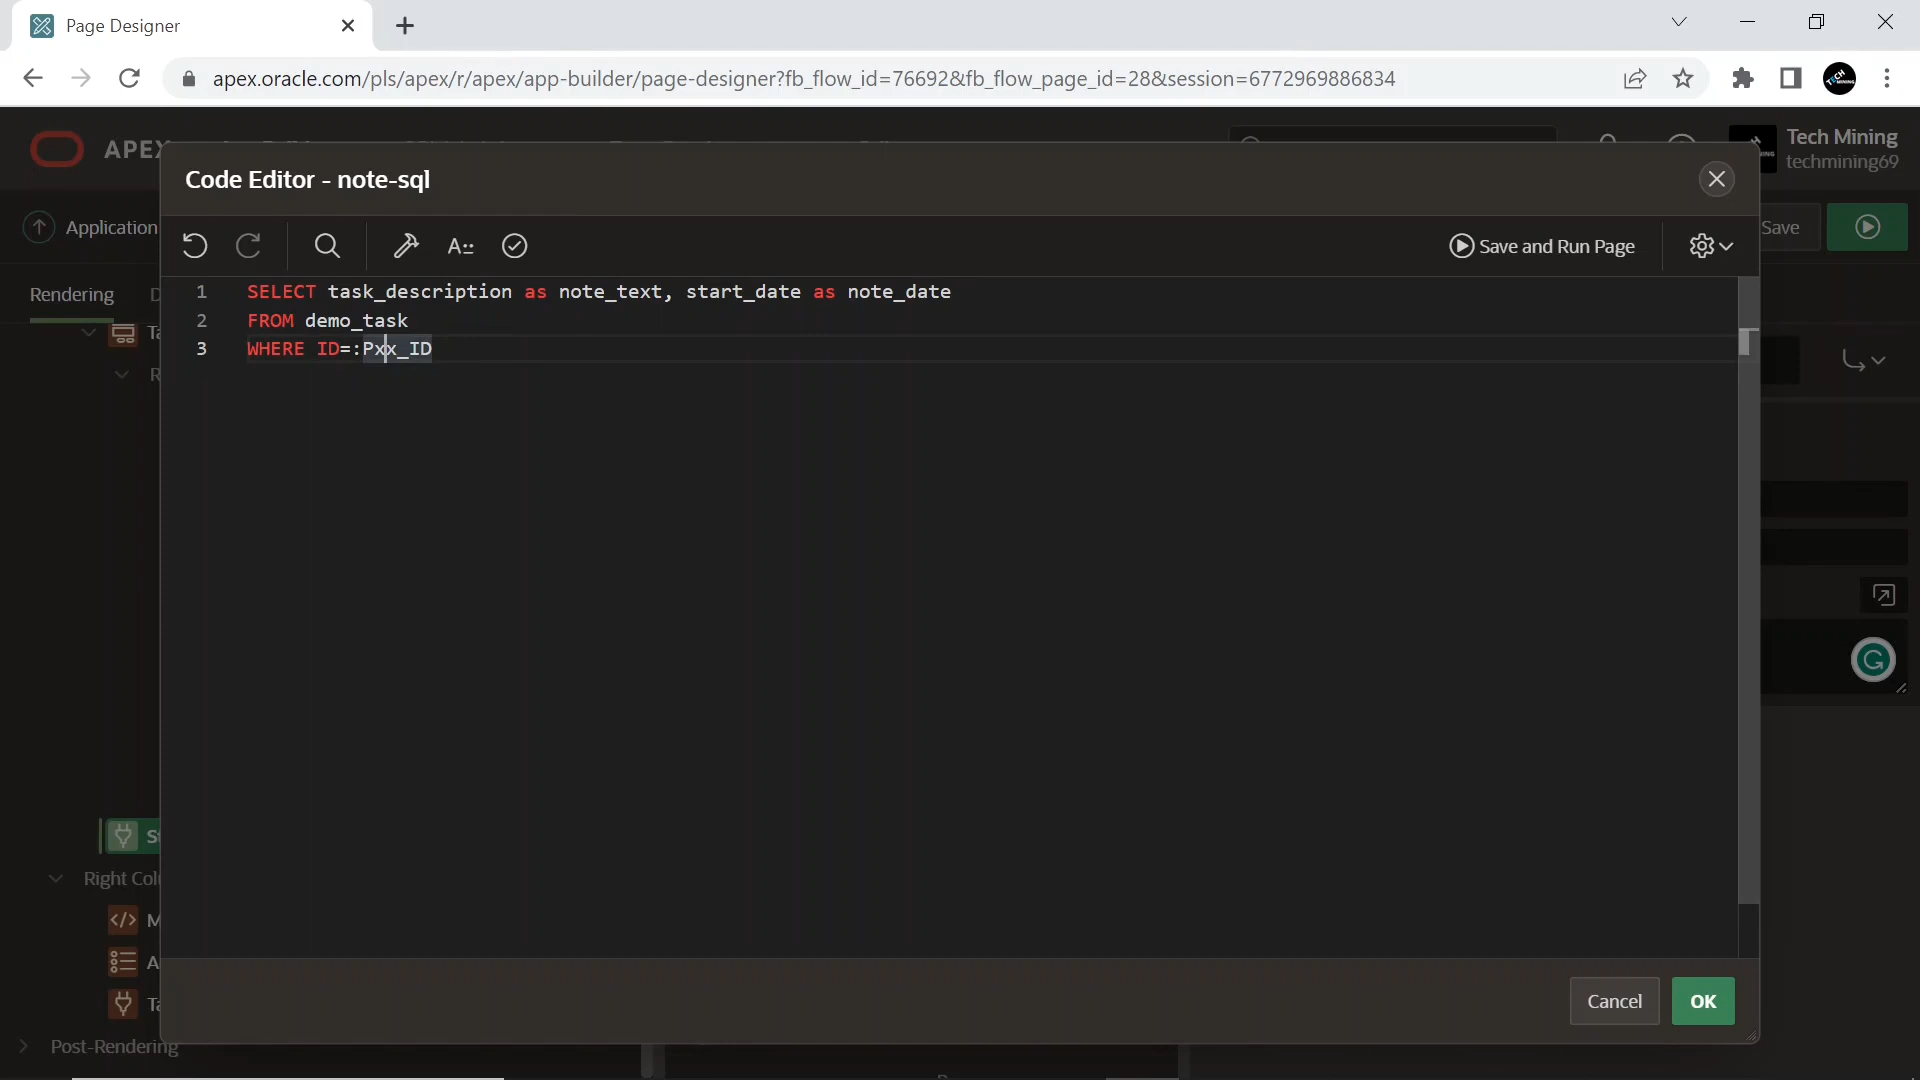 Page Designer
apex.oracle.com/pls/apex/r/apex/app-builder/page-designer?fb_flow_id=76692&fb_flow_page_id=28&session=6772969886834
APEX
Tech Mining
techmining69
Code Editor - note-sql
Application
Save and Run Page
Save
Rendering
1 SELECT task_description as note_text, start_date as note_date
2 FROM demo_task
3 WHERE ID=:Pxx_ID
Right Col
Cancel
OK
Post-Rendering